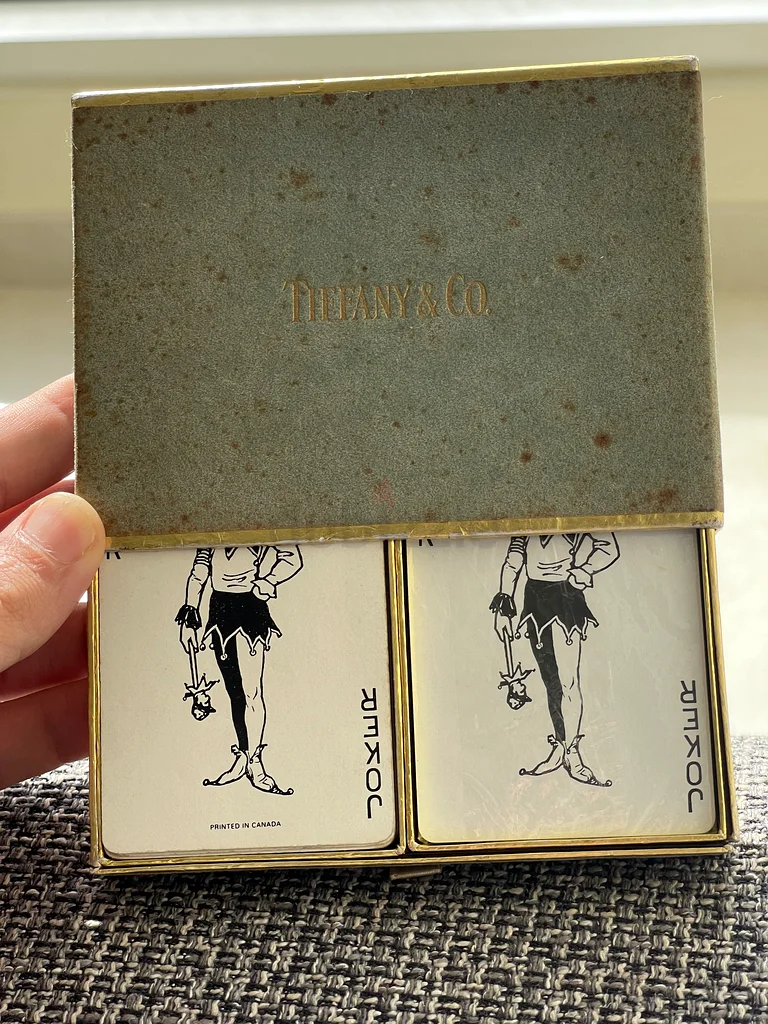 TIFFANY & CO.
R
R
JOKER
JOKER
PRINTED IN CANADA